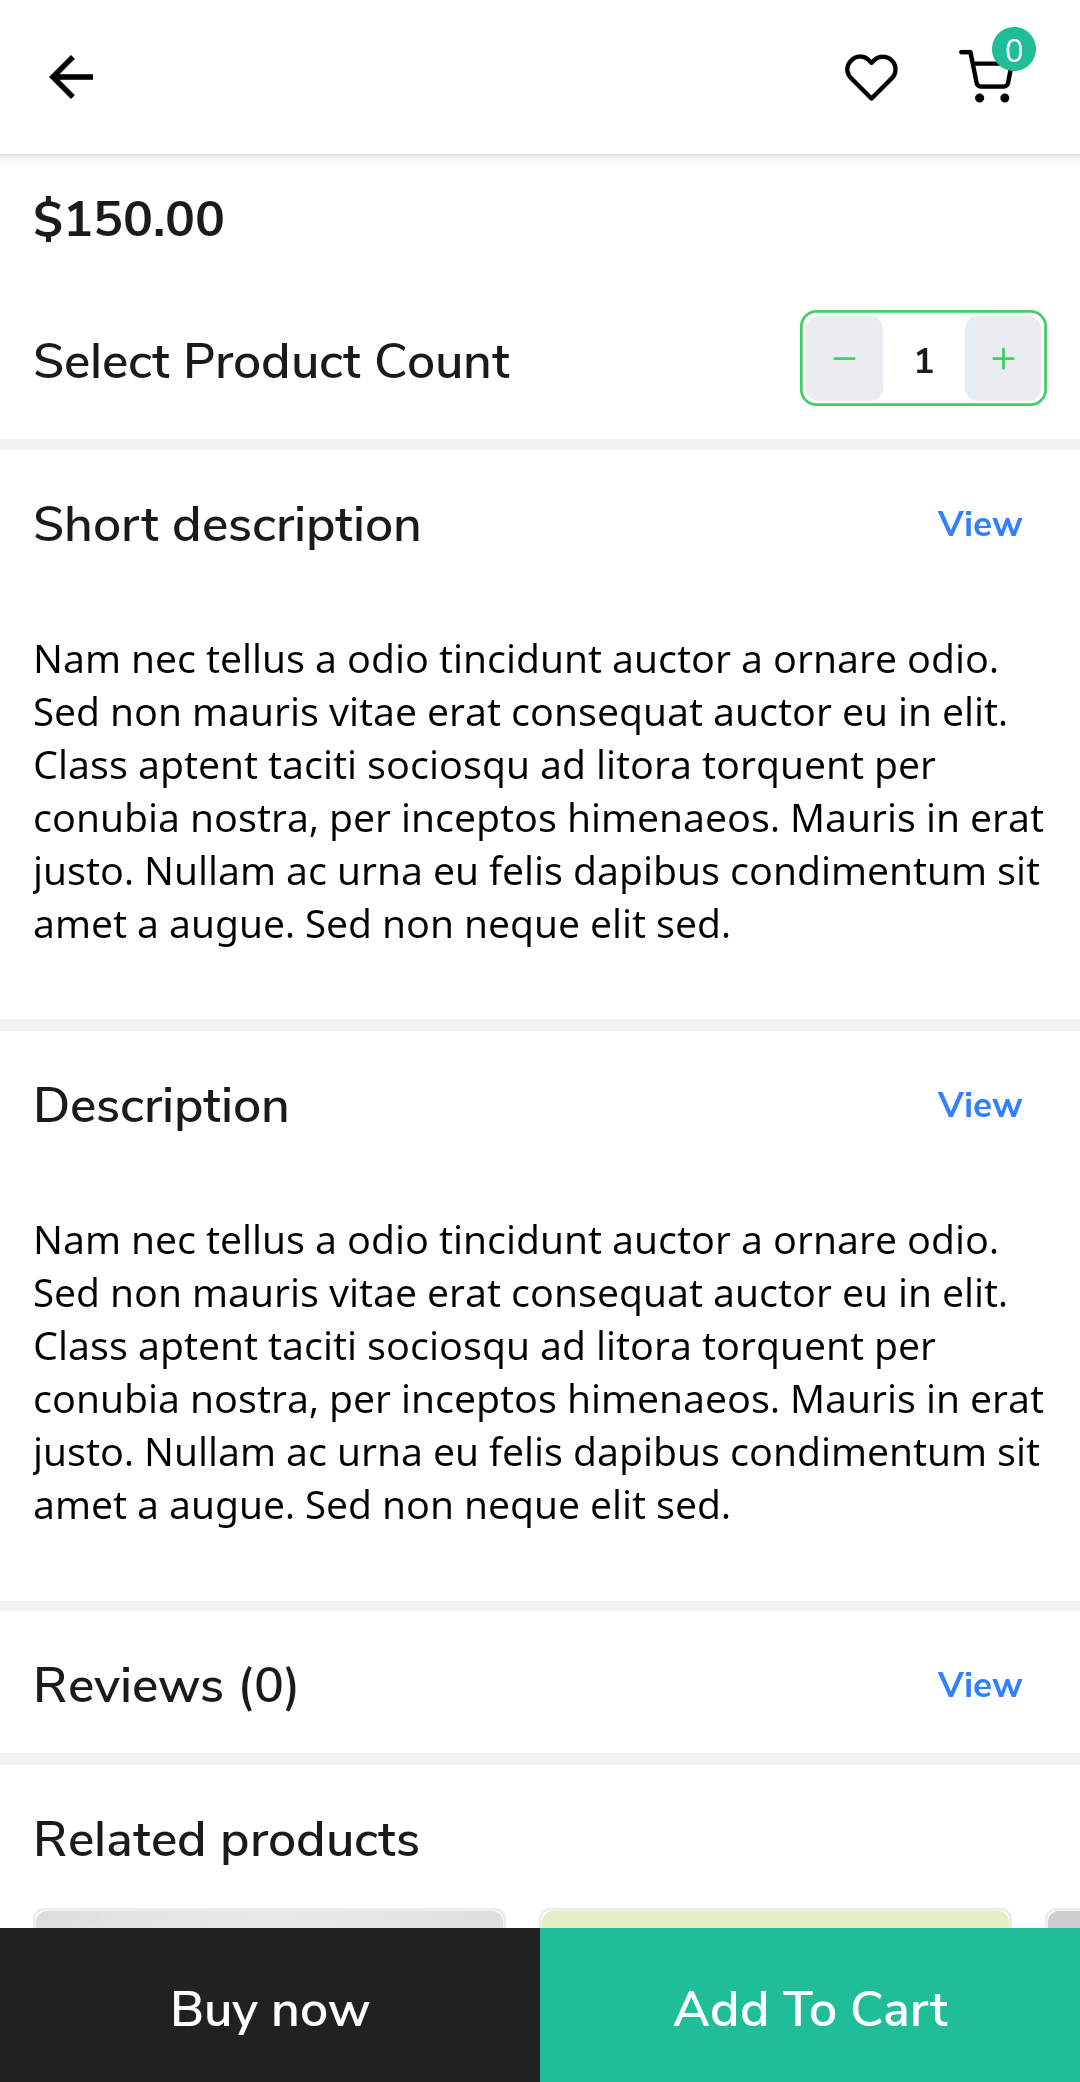 0
$150.00
Select Product Count
− 1 +
Short description View
Nam nec tellus a odio tincidunt auctor a ornare odio.
Sed non mauris vitae erat consequat auctor eu in elit.
Class aptent taciti sociosqu ad litora torquent per
conubia nostra, per inceptos himenaeos. Mauris in erat
justo. Nullam ac urna eu felis dapibus condimentum sit
amet a augue. Sed non neque elit sed.
Description View
Nam nec tellus a odio tincidunt auctor a ornare odio.
Sed non mauris vitae erat consequat auctor eu in elit.
Class aptent taciti sociosqu ad litora torquent per
conubia nostra, per inceptos himenaeos. Mauris in erat
justo. Nullam ac urna eu felis dapibus condimentum sit
amet a augue. Sed non neque elit sed.
Reviews (0) View
Related products
Buy now Add To Cart